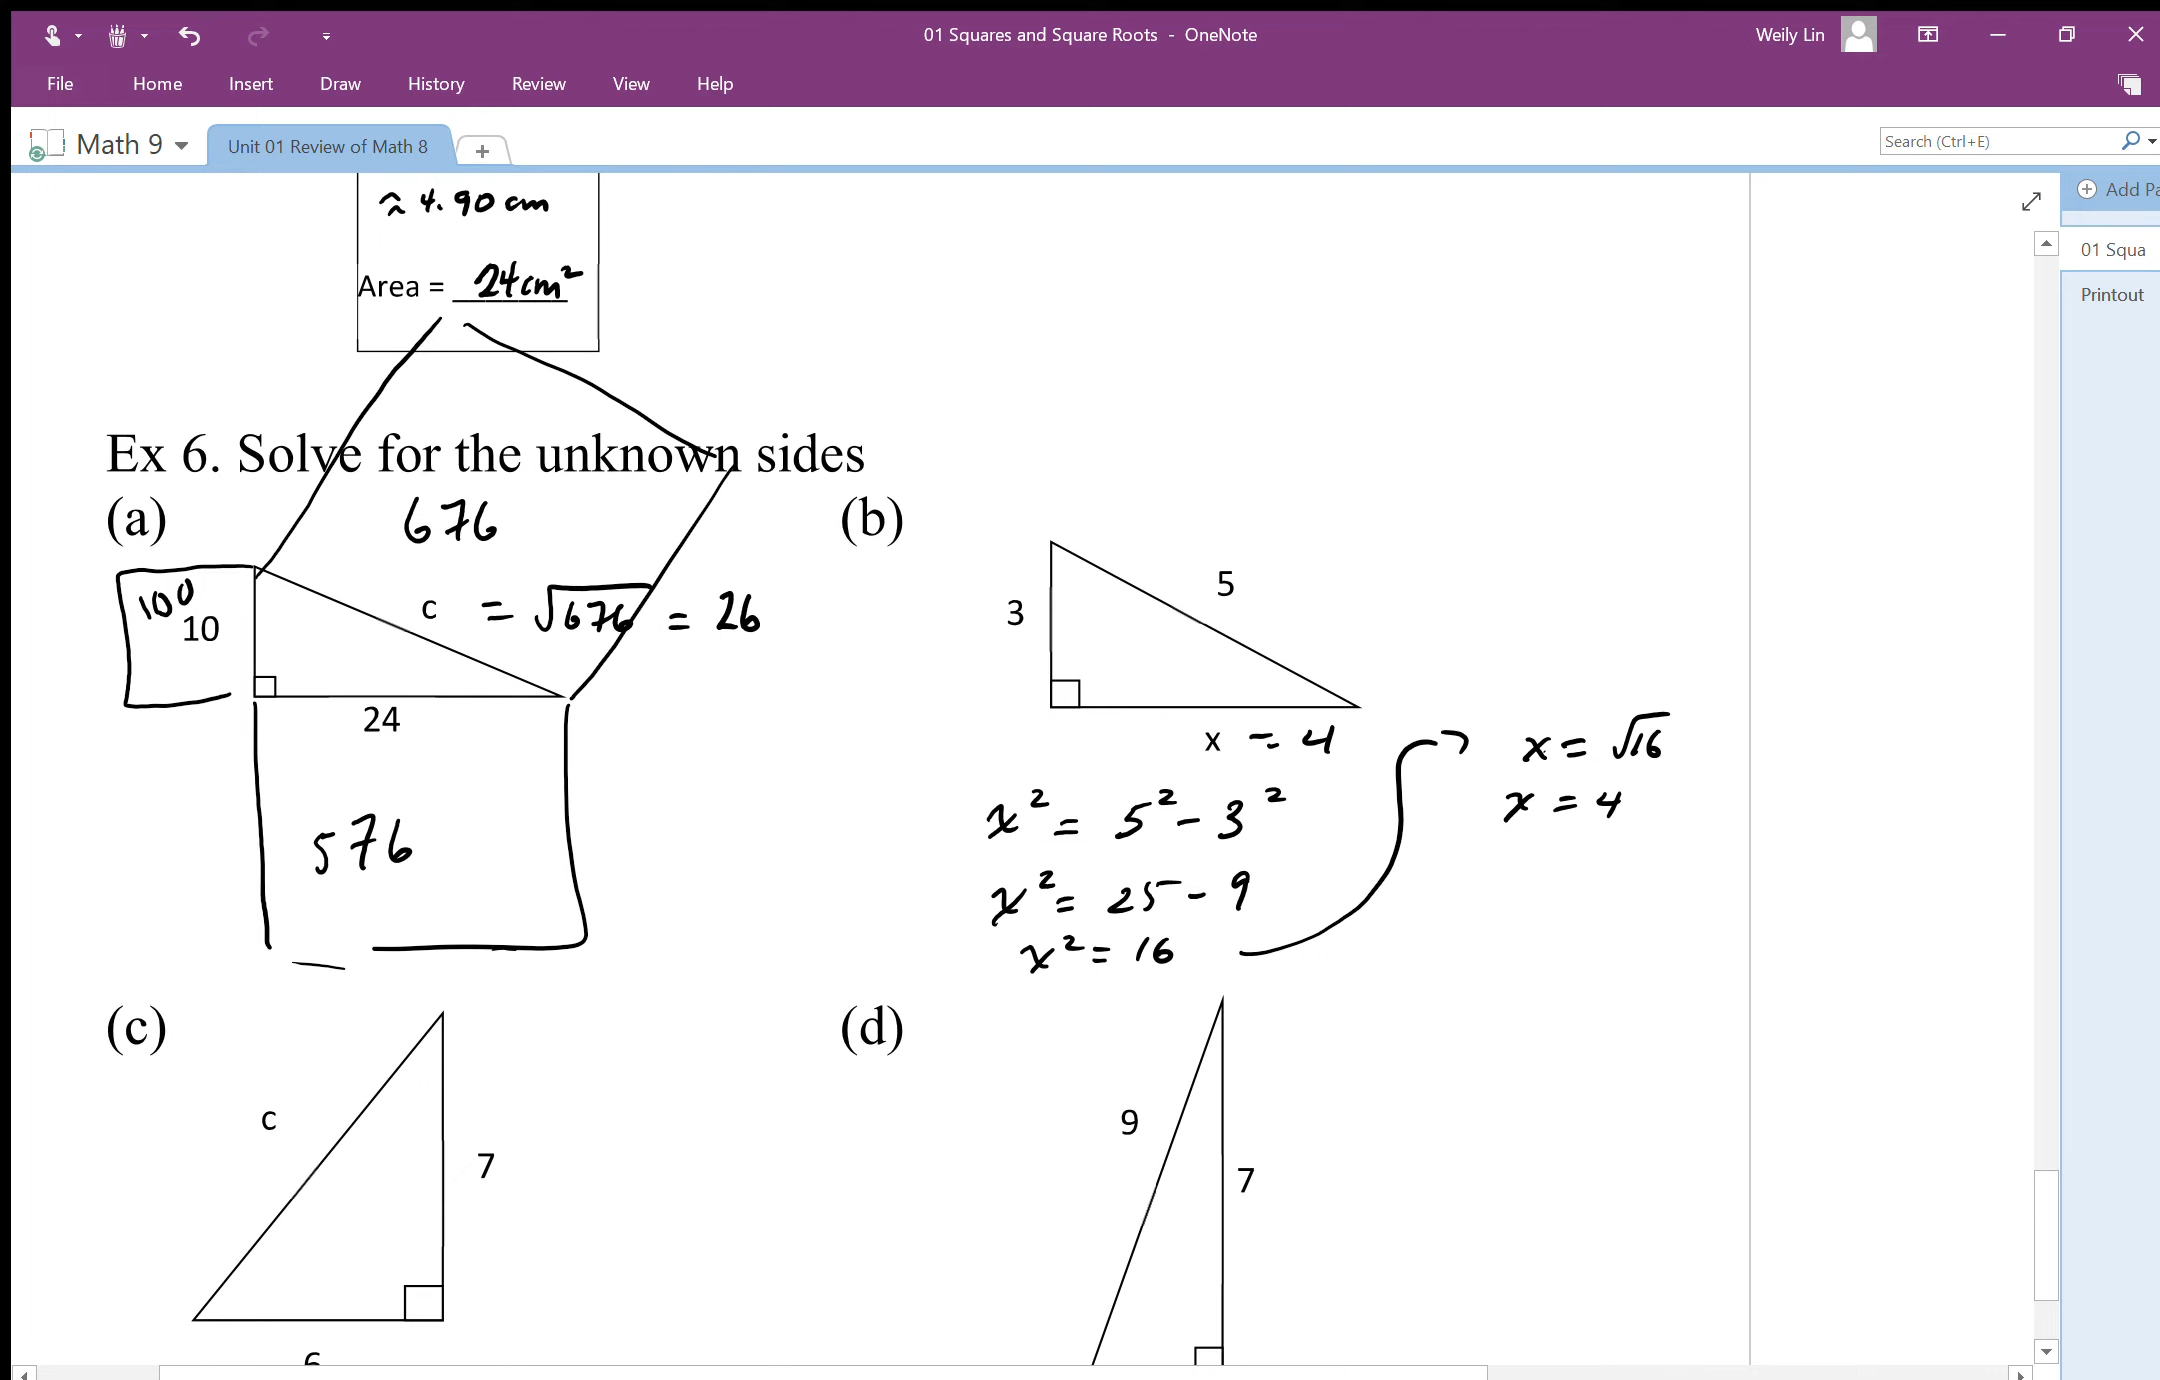 01 Squares and Square Roots - OneNote
Weily Lin
File Home Insert Draw History Review View Help
Math 9
Unit 01 Review of Math 8
+
Search (Ctrl+E)
Add Pa
01 Squa
Printout
≈ 4.90 cm
Area = 24cm²
Ex 6. Solve for the unknown sides
(a)
676
100
10
c = √676 = 26
24
576
(b)
3
5
x = 4
x² = 5² - 3²
x² = 25 - 9
x² = 16
x = √16
x = 4
(c)
c
7
(d)
9
7